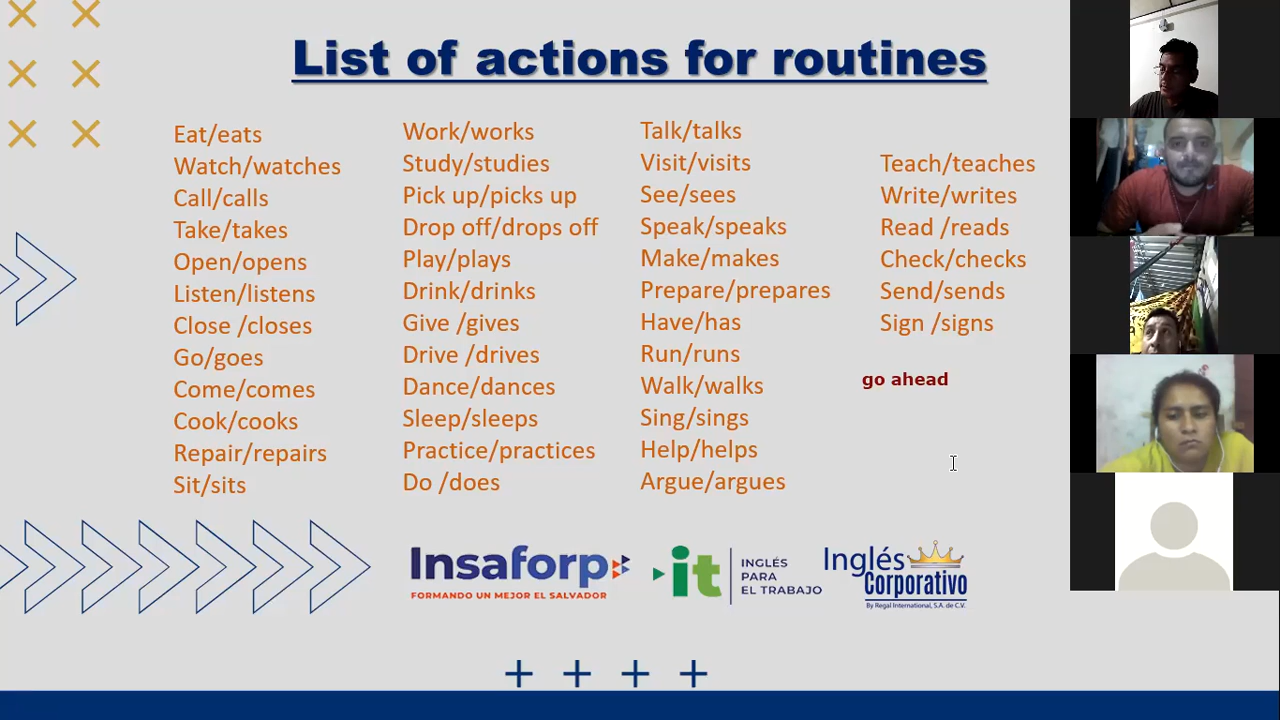 List of actions for routines
Eat/eats
Watch/watches
Call/calls
Take/takes
Open/opens
Listen/listens
Close /closes
Go/goes
Come/comes
Cook/cooks
Repair/repairs
Sit/sits
Work/works
Study/studies
Pick up/picks up
Drop off/drops off
Play/plays
Drink/drinks
Give /gives
Drive /drives
Dance/dances
Sleep/sleeps
Practice/practices
Do /does
Talk/talks
Visit/visits
See/sees
Speak/speaks
Make/makes
Prepare/prepares
Have/has
Run/runs
Walk/walks
Sing/sings
Help/helps
Argue/argues
Teach/teaches
Write/writes
Read /reads
Check/checks
Send/sends
Sign /signs
go ahead
Insaforp
FORMANDO UN MEJOR EL SALVADOR
it
INGLÉS
PARA
EL TRABAJO
Inglés
Corporativo
By Regal International, S.A. de C.V.